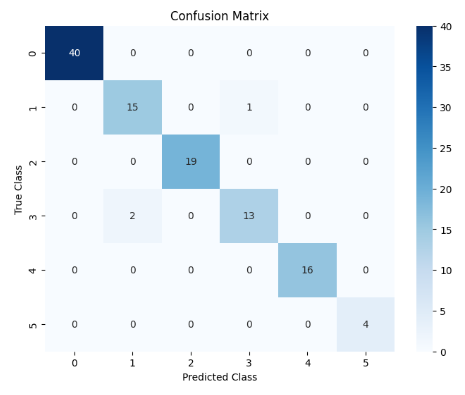 Confusion Matrix
True Class
0 40 0 0 0 0 0
1 0 15 0 1 0 0
2 0 0 19 0 0 0
3 0 2 0 13 0 0
4 0 0 0 0 16 0
5 0 0 0 0 0 4
0 1 2 3 4 5
Predicted Class
40
35
30
25
20
15
10
5
0